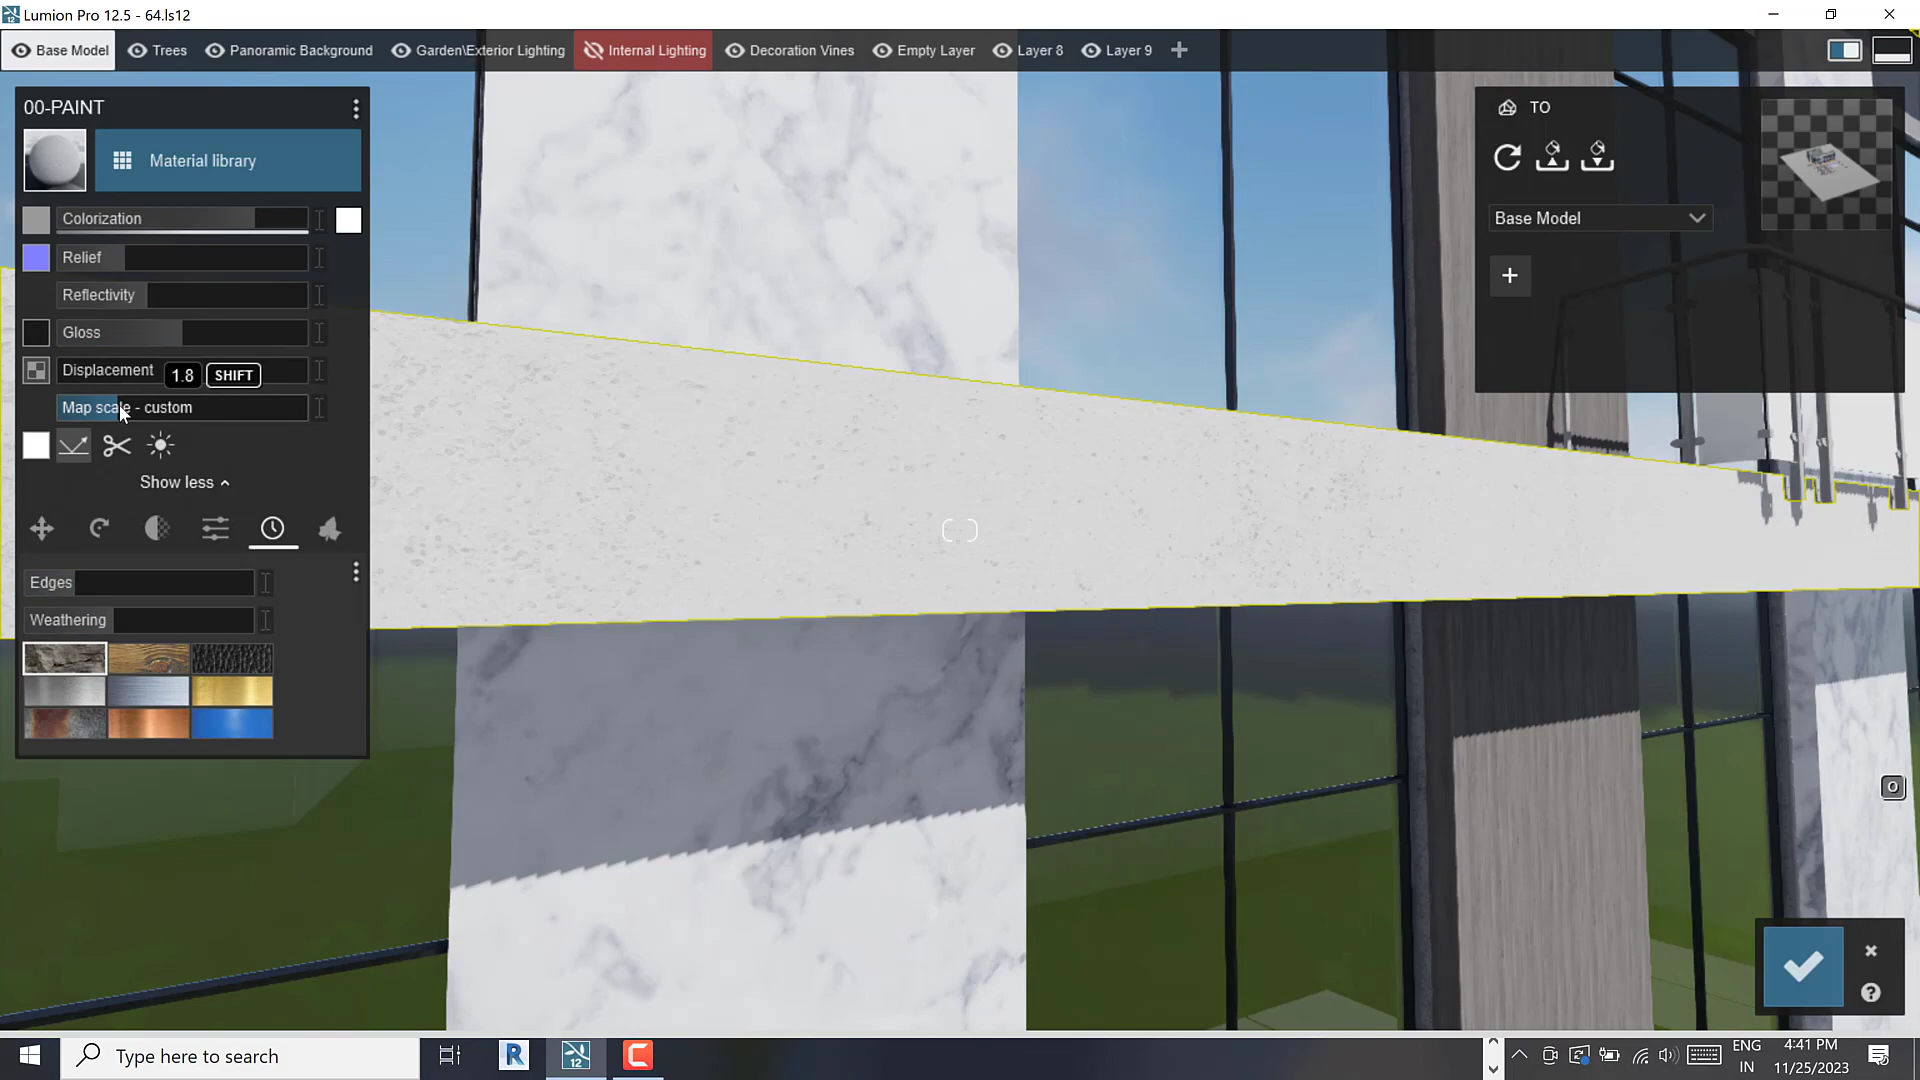 Lumion Pro 12.5 - 64.ls12
Base Model
Trees
Panoramic Background
Garden\Exterior Lighting
Internal Lighting
Decoration Vines
Empty Layer
Layer 8
Layer 9
00-PAINT
Material library
Colorization
Relief
Reflectivity
Gloss
Displacement
1.8
SHIFT
Map scale - custom
Show less
Edges
Weathering
TO
Base Model
O
Type here to search
R
12
C
ENG
IN
4:41 PM
11/25/2023